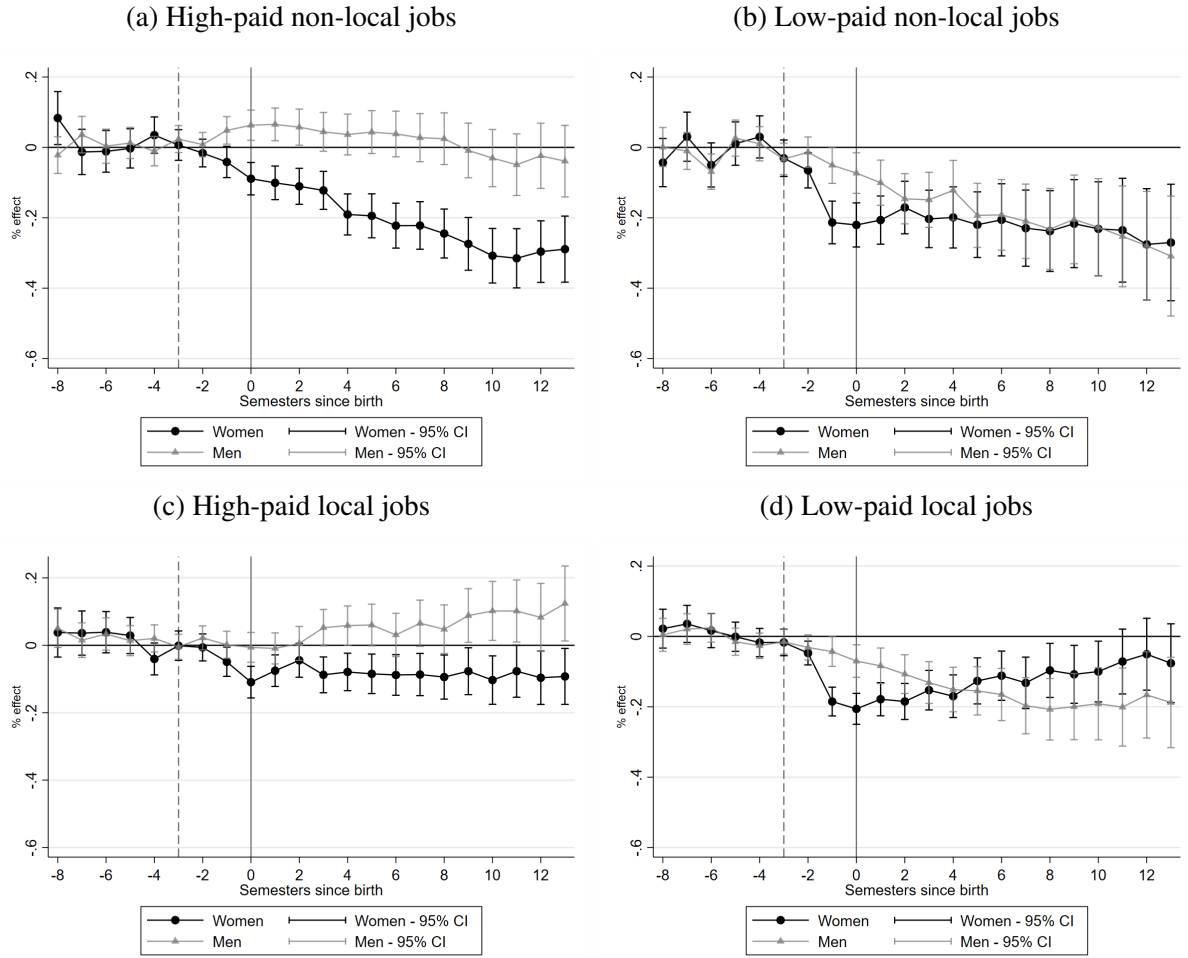 (a) High-paid non-local jobs
% effect
.2
0
-.2
-.4
-.6
-8 -6 -4 -2 0 2 4 6 8 10 12
Semesters since birth
Women Women - 95% CI
Men Men - 95% CI
(b) Low-paid non-local jobs
% effect
.2
0
-.2
-.4
-.6
-8 -6 -4 -2 0 2 4 6 8 10 12
Semesters since birth
Women Women - 95% CI
Men Men - 95% CI
(c) High-paid local jobs
% effect
.2
0
-.2
-.4
-.6
-8 -6 -4 -2 0 2 4 6 8 10 12
Semesters since birth
Women Women - 95% CI
Men Men - 95% CI
(d) Low-paid local jobs
% effect
.2
0
-.2
-.4
-.6
-8 -6 -4 -2 0 2 4 6 8 10 12
Semesters since birth
Women Women - 95% CI
Men Men - 95% CI